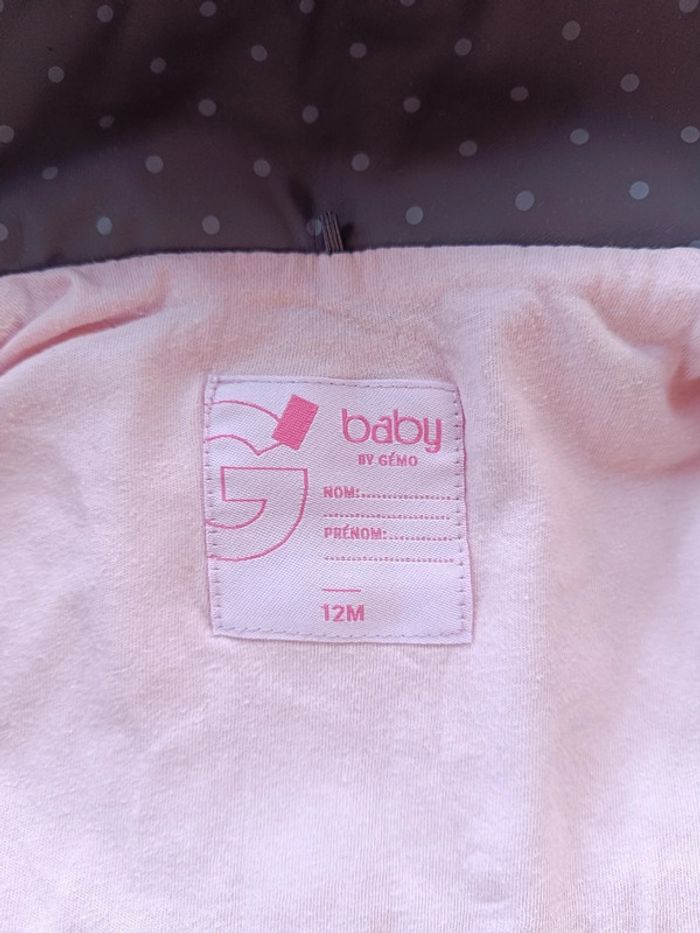 baby
BY GÉMO
NOM:................
......................
PRÉNOM:...........
......................
12M